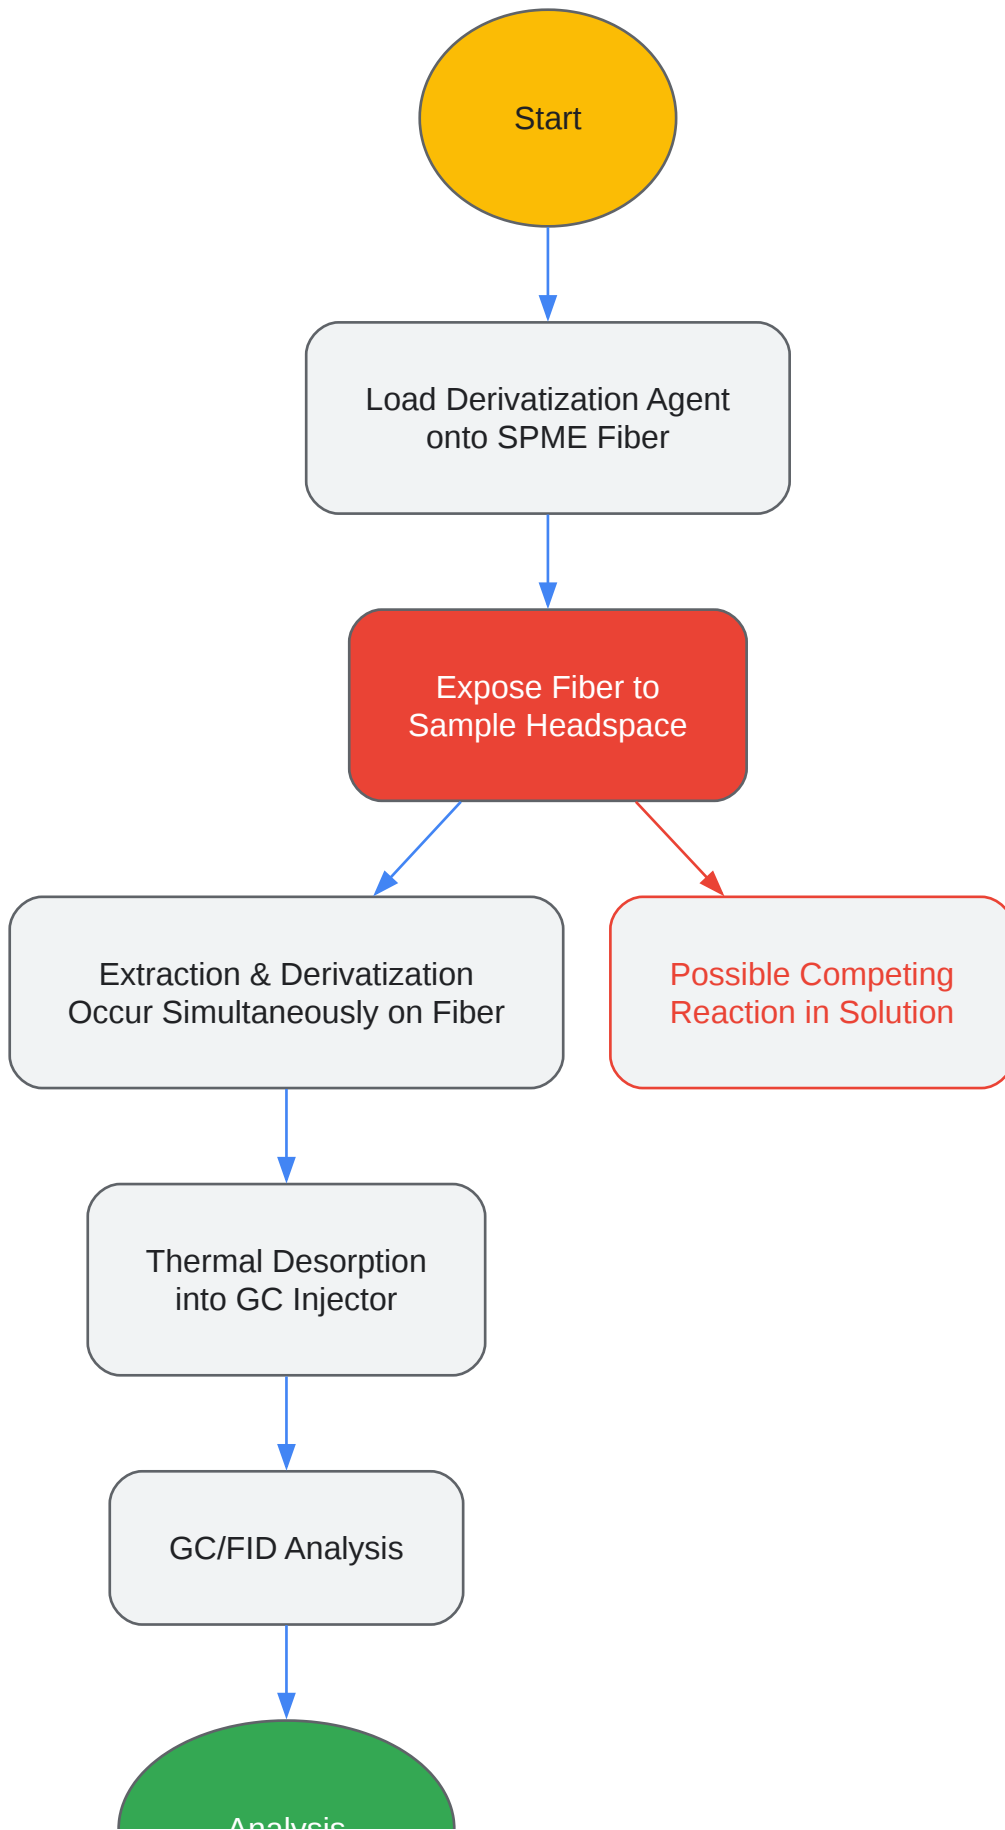 Start
Load Derivatization Agent
onto SPME Fiber
Expose Fiber to
Sample Headspace
Extraction & Derivatization
Occur Simultaneously on Fiber
Possible Competing
Reaction in Solution
Thermal Desorption
into GC Injector
GC/FID Analysis
Analysis